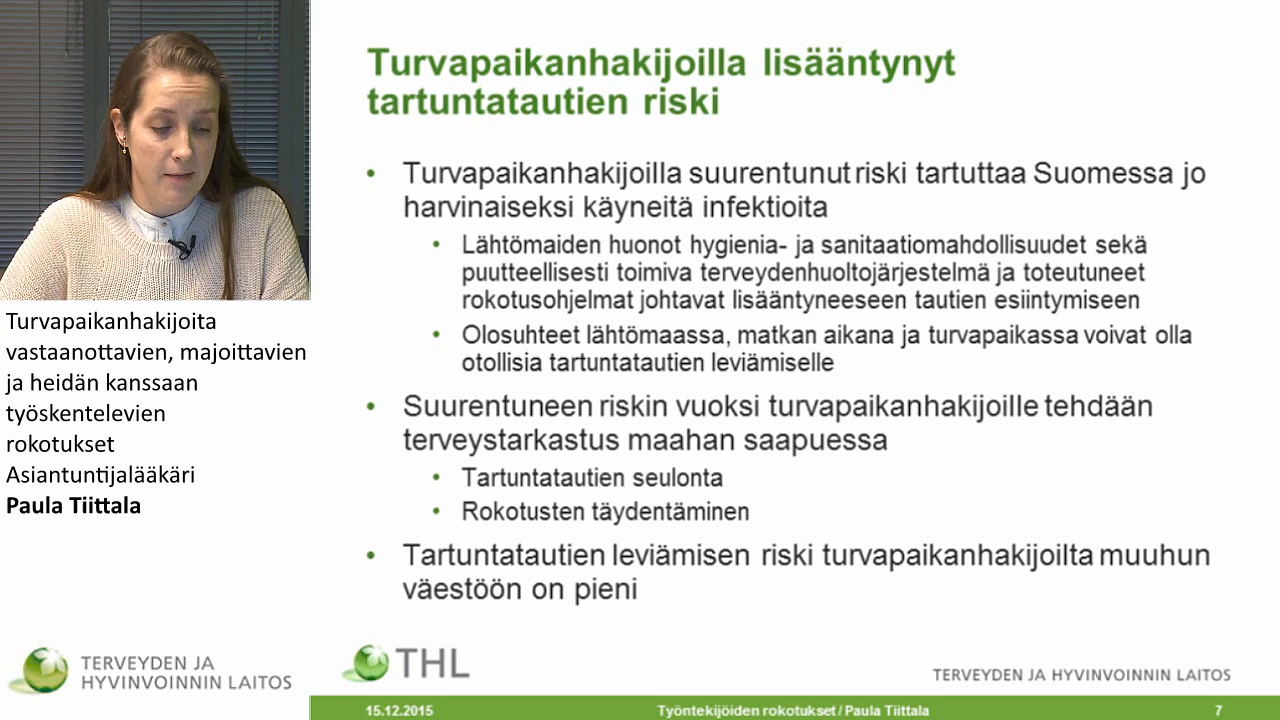 Turvapaikanhakijoita
vastaanottavien, majoittavien
ja heidän kanssaan
työskentelevien
rokotukset
Asiantuntijalääkäri
Paula Tiittala
TERVEYDEN JA
HYVINVOINNIN LAITOS
Turvapaikanhakijoilla lisääntynyt
tartuntatautien riski
• Turvapaikanhakijoilla suurentunut riski tartuttaa Suomessa jo
harvinaiseksi käyneitä infektioita
• Lähtömaiden huonot hygienia- ja sanitaatiomahdollisuudet sekä
puutteellisesti toimiva terveydenhuoltojärjestelmä ja toteutuneet
rokotusohjelmat johtavat lisääntyneeseen tautien esiintymiseen
• Olosuhteet lähtömaassa, matkan aikana ja turvapaikassa voivat olla
otollisia tartuntatautien leviämiselle
• Suurentuneen riskin vuoksi turvapaikanhakijoille tehdään
terveystarkastus maahan saapuessa
• Tartuntatautien seulonta
• Rokotusten täydentäminen
• Tartuntatautien leviämisen riski turvapaikanhakijoilta muuhun
väestöön on pieni
THL
TERVEYDEN JA HYVINVOINNIN LAITOS
15.12.2015 Työntekijöiden rokotukset / Paula Tiittala 7